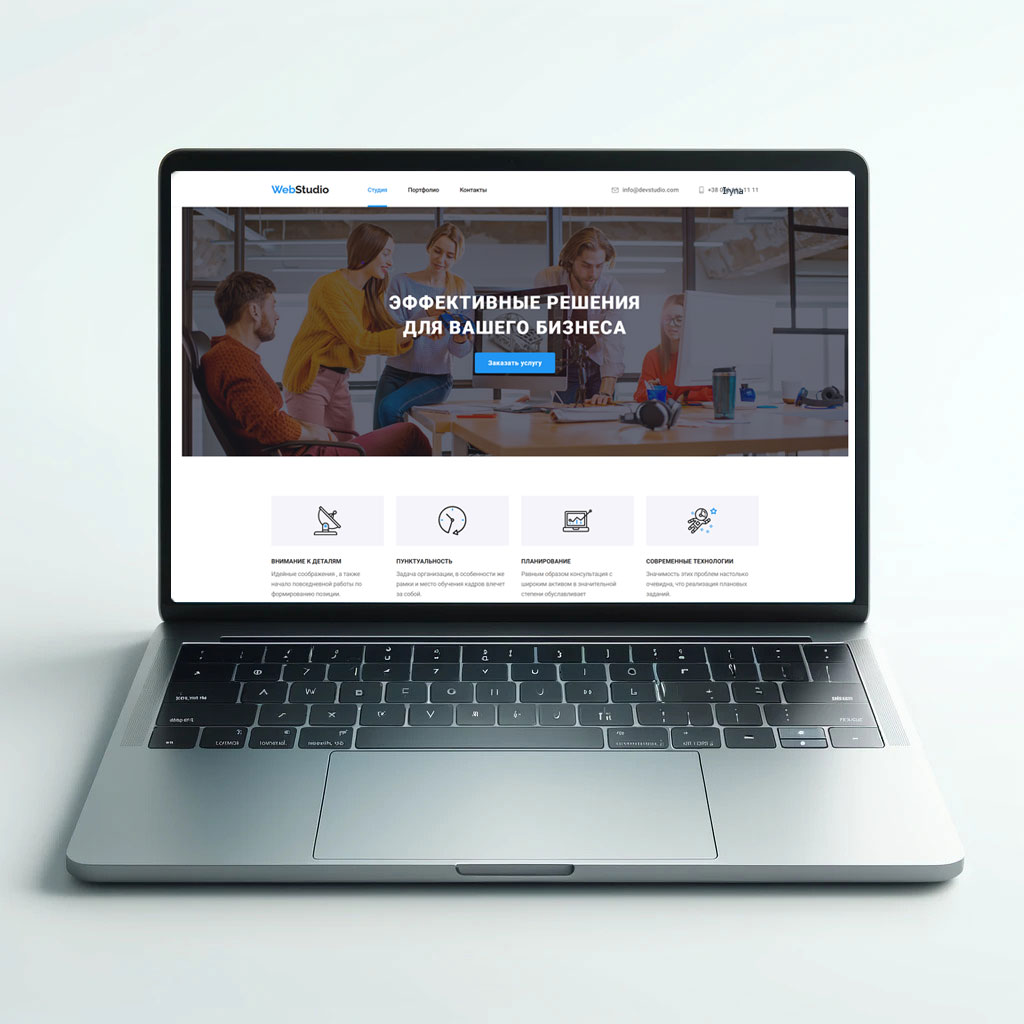 WebStudio
Студия
Портфолио
Контакты
info@devstudio.com
+38
11 11
Iryna
ЭФФЕКТИВНЫЕ РЕШЕНИЯ
ДЛЯ ВАШЕГО БИЗНЕСА
Заказать услугу
ВНИМАНИЕ К ДЕТАЛЯМ
Идейные соображения , а также
начало повседневной работы по
формированию позиции.
ПУНКТУАЛЬНОСТЬ
Задача организации, в особенности же
рамки и место обучения кадров влечет
за собой.
ПЛАНИРОВАНИЕ
Равным образом консультация с
широким активом в значительной
степени обуславливает
СОВРЕМЕННЫЕ ТЕХНОЛОГИИ
Значимость этих проблем настолько
очевидна, что реализация плановых
заданий.